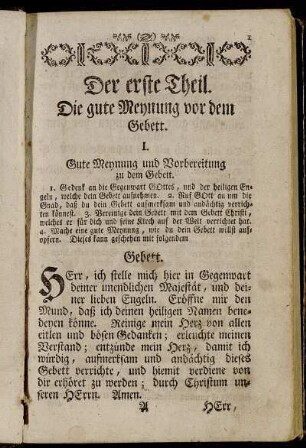 1
Der erste Theil.
Die gute Meynung vor dem
Gebett.
I.
Gute Meynung und Vorbereitung
zu dem Gebett.
1. Gedenk an die Gegenwart GOttes, und der heiligen En-
geln, welche dein Gebett aufnehmen. 2. Ruf GOtt an um die
Gnad, daß du dein Gebett aufmerksam und andächtig verrich-
ten könnest. 3. Vereinige dein Gebett mit dem Gebett Christi,
welches er für dich und seine Kirch auf der Welt verrichtet hat.
4. Mache eine gute Meynung, wie du dein Gebett willst auf-
opfern. Dieses kann geschehen mit folgendem
Gebett.
HErr, ich stelle mich hier in Gegenwart
deiner unendlichen Majestät, und dei-
ner lieben Engeln. Eröffne mir den
Mund, daß ich deinen heiligen Namen bene-
deyen könne. Reinige mein Herz von allen
eitlen und bösen Gedanken; erleuchte meinen
Verstand; entzünde mein Herz, damit ich
würdig, aufmerksam und andächtig dieses
Gebett verrichte, und hiemit verdiene von
dir erhöret zu werden; durch Christum un-
seren HErrn. Amen.
A HErr,